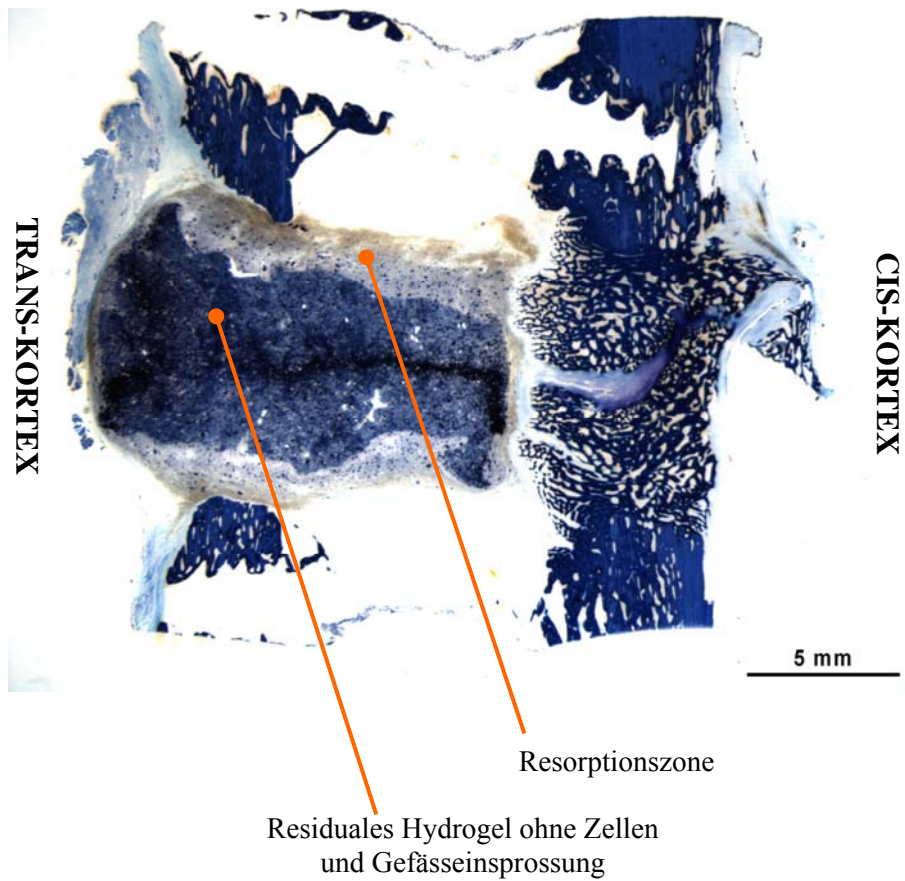 TRANS-KORTEX
CIS-KORTEX
5 mm
Resorptionszone
Residuales Hydrogel ohne Zellen
und Gefässeinsprossung